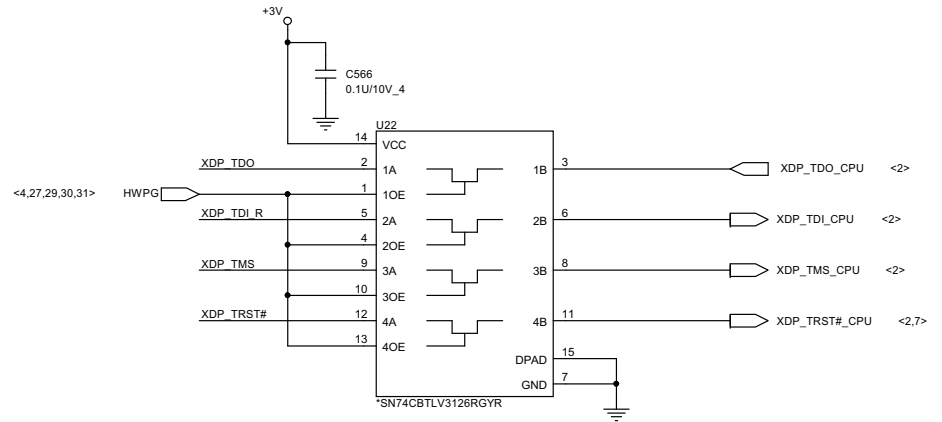 +3V
C566
0.1U/10V_4
U22
14 VCC
XDP_TDO 2 1A 1B 3 XDP_TDO_CPU <2>
<4,27,29,30,31> HWPG 1 1OE
XDP_TDI_R 5 2A 2B 6 XDP_TDI_CPU <2>
4 2OE
XDP_TMS 9 3A 3B 8 XDP_TMS_CPU <2>
10 3OE
XDP_TRST# 12 4A 4B 11 XDP_TRST#_CPU <2,7>
13 4OE
DPAD 15
GND 7
*SN74CBTLV3126RGYR